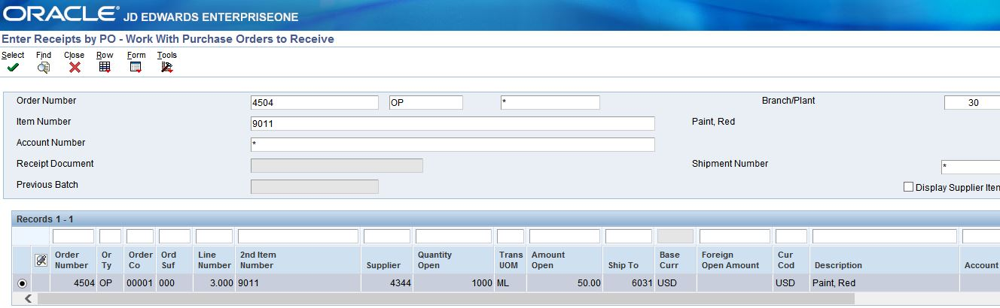 ORACLE® JD EDWARDS ENTERPRISEONE
Enter Receipts by PO - Work With Purchase Orders to Receive
Select Find Close Row Form Tools
Order Number 4504 OP * Branch/Plant 30
Item Number 9011 Paint, Red
Account Number *
Receipt Document Shipment Number *
Previous Batch Display Supplier Iten
Records 1 - 1
Order Or Order Ord Line 2nd Item Quantity Trans Amount Base Foreign Cur
Number Ty Co Suf Number Number Supplier Open UOM Open Ship To Curr Open Amount Cod Description Account
4504 OP 00001 000 3.000 9011 4344 1000 ML 50.00 6031 USD USD Paint, Red